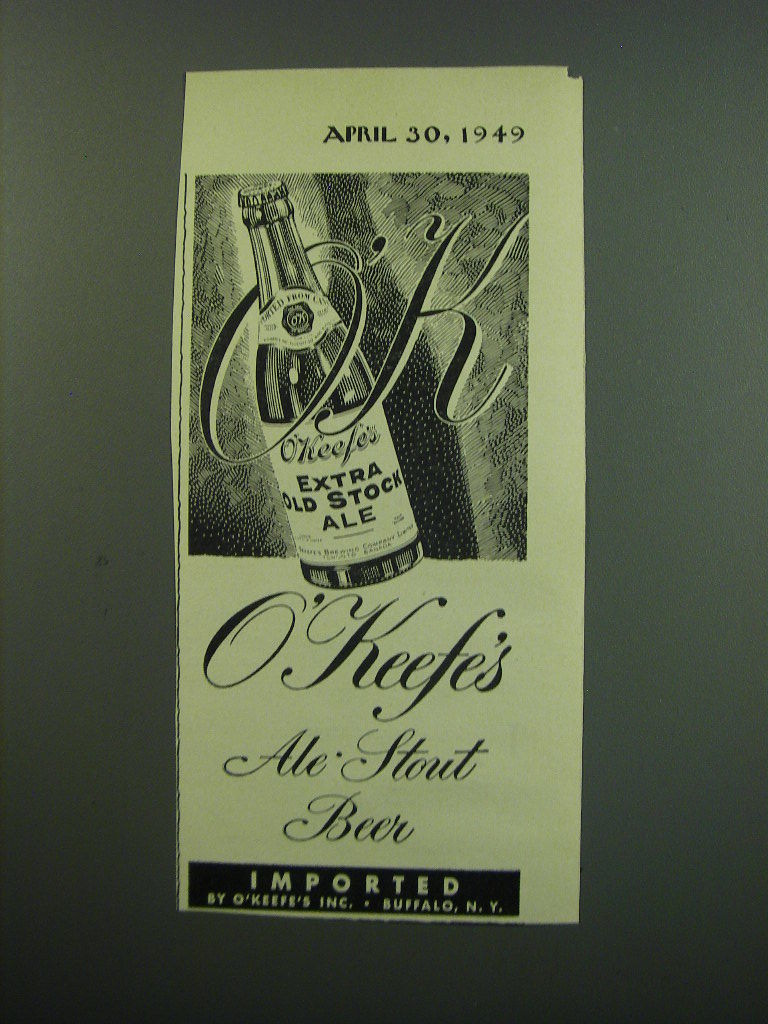 APRIL 30, 1949
O'K
O'Keefe's
EXTRA
OLD STOCK
ALE
O'Keefe's
Ale · Stout
Beer
IMPORTED
BY O'KEEFE'S INC. • BUFFALO, N. Y.